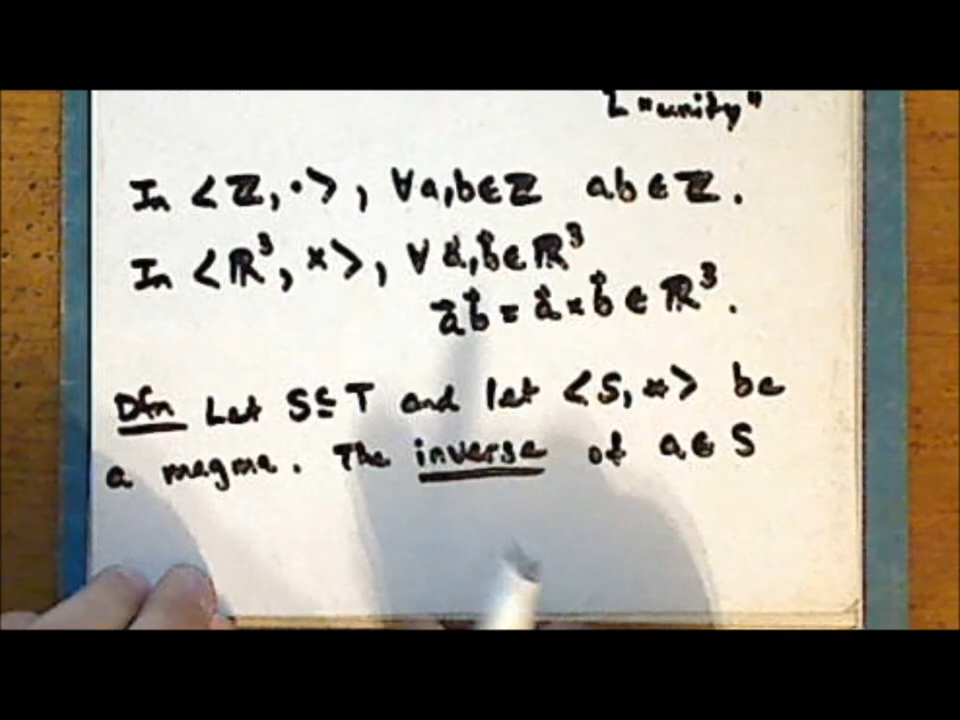 "unity"
In <ℤ, ·>, ∀a,b∈ℤ ab∈ℤ.
In <ℝ³, ×>, ∀ a⃗,b⃗∈ℝ³
a⃗b⃗ = a⃗×b⃗ ∈ ℝ³.
Dfn Let S⊆T and let <S,*> be
a magma. The inverse of a∈S